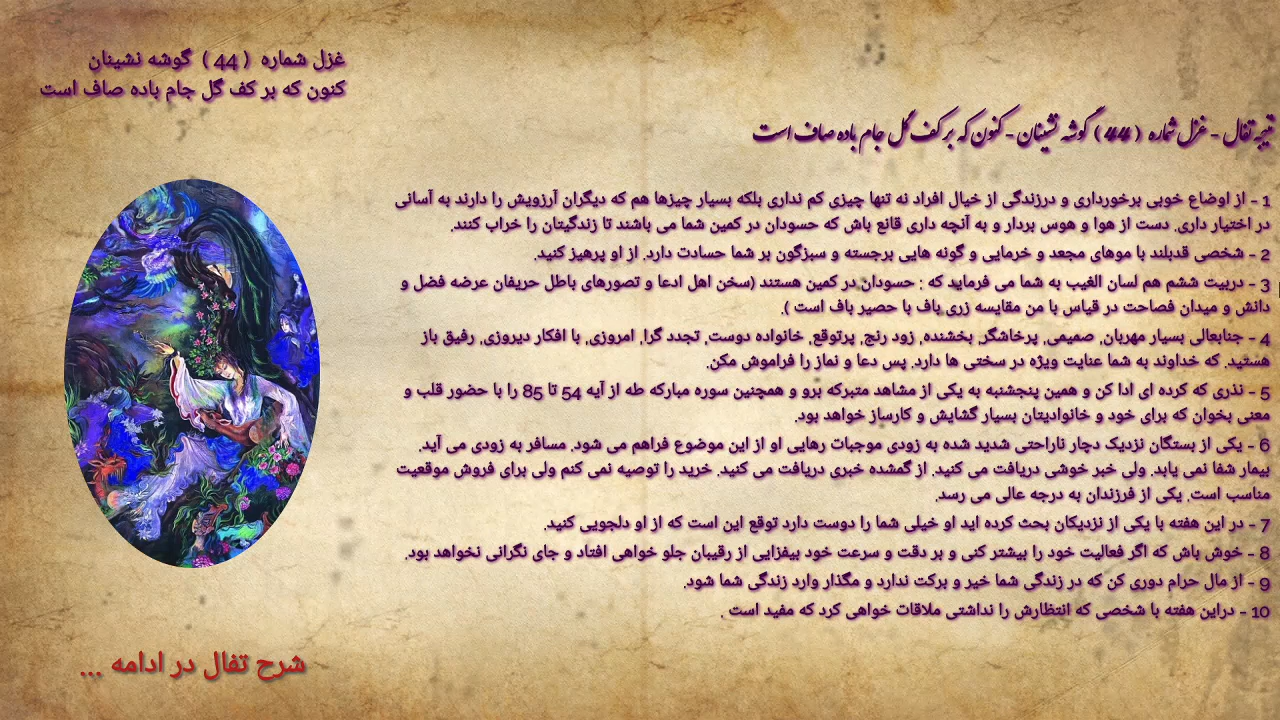 غزل شماره ( 44 ) گوشه نشینان
کنون که بر کف گل جام باده صاف است
نتیجه تفال - غزل شماره ( 44 ) گوشه نشینان - کنون که بر کف گل جام باده صاف است
1 - از اوضاع خوبی برخورداری و درزندگی از خیال افراد نه تنها چیزی کم نداری بلکه بسیار چیزها هم که دیگران آرزویش را دارند به آسانی
در اختیار داری. دست از هوا و هوس بردار و به آنچه داری قانع باش که حسودان در کمین شما می باشند تا زندگیتان را خراب کنند.
2 - شخصی قدبلند با موهای مجعد و خرمایی و گونه هایی برجسته و سبزگون بر شما حسادت دارد. از او پرهیز کنید.
3 - دربیت ششم هم لسان الغیب به شما می فرماید که : حسودان در کمین هستند (سخن اهل ادعا و تصورهای باطل حریفان عرضه فضل و
دانش و میدان فصاحت در قیاس با من مقایسه زری باف با حصیر باف است ).
4 - جنابعالی بسیار مهربان, صمیمی, پرخاشگر, بخشنده, زود رنج, پرتوقع, خانواده دوست, تجدد گرا, امروزی, با افکار دیروزی, رفیق باز
هستید. که خداوند به شما عنایت ویژه در سختی ها دارد. پس دعا و نماز را فراموش مکن.
5 - نذری که کرده ای ادا کن و همین پنجشنبه به یکی از مشاهد متبرکه برو و همچنین سوره مبارکه طه از آیه 54 تا 85 را با حضور قلب و
معنی بخوان که برای خود و خانوادیتان بسیار گشایش و کارساز خواهد بود.
6 - یکی از بستگان نزدیک دچار ناراحتی شدید شده به زودی موجبات رهایی او از این موضوع فراهم می شود. مسافر به زودی می آید.
بیمار شفا نمی یابد. ولی خبر خوشی دریافت می کنید. از گمشده خبری دریافت می کنید. خرید را توصیه نمی کنم ولی برای فروش موقعیت
مناسب است. یکی از فرزندان به درجه عالی می رسد.
7 - در این هفته با یکی از نزدیکان بحث کرده اید او خیلی شما را دوست دارد توقع این است که از او دلجویی کنید.
8 - خوش باش که اگر فعالیت خود را بیشتر کنی و بر دقت و سرعت خود بیفزایی از رقیبان جلو خواهی افتاد و جای نگرانی نخواهد بود.
9 - از مال حرام دوری کن که در زندگی شما خیر و برکت ندارد و مگذار وارد زندگی شما شود.
10 - دراین هفته با شخصی که انتظارش را نداشتی ملاقات خواهی کرد که مفید است .
شرح تفال در ادامه ...